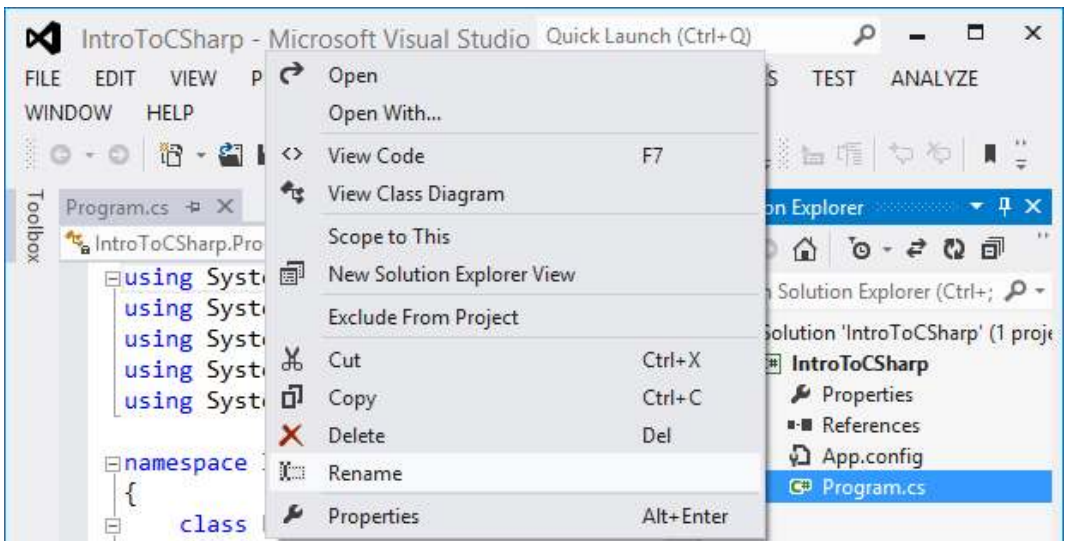 IntroToCSharp - Microsoft Visual Studio Quick Launch (Ctrl+Q)
FILE EDIT VIEW P S TEST ANALYZE
WINDOW HELP
Toolbox
Program.cs
IntroToCSharp.Pro
using Syst
using Syst
using Syst
using Syst
using Syst
namespace
{
class
Open
Open With...
View Code F7
View Class Diagram
Scope to This
New Solution Explorer View
Exclude From Project
Cut Ctrl+X
Copy Ctrl+C
Delete Del
Rename
Properties Alt+Enter
on Explorer
Solution Explorer (Ctrl+;
Solution 'IntroToCSharp' (1 proje
C# IntroToCSharp
Properties
References
App.config
C# Program.cs